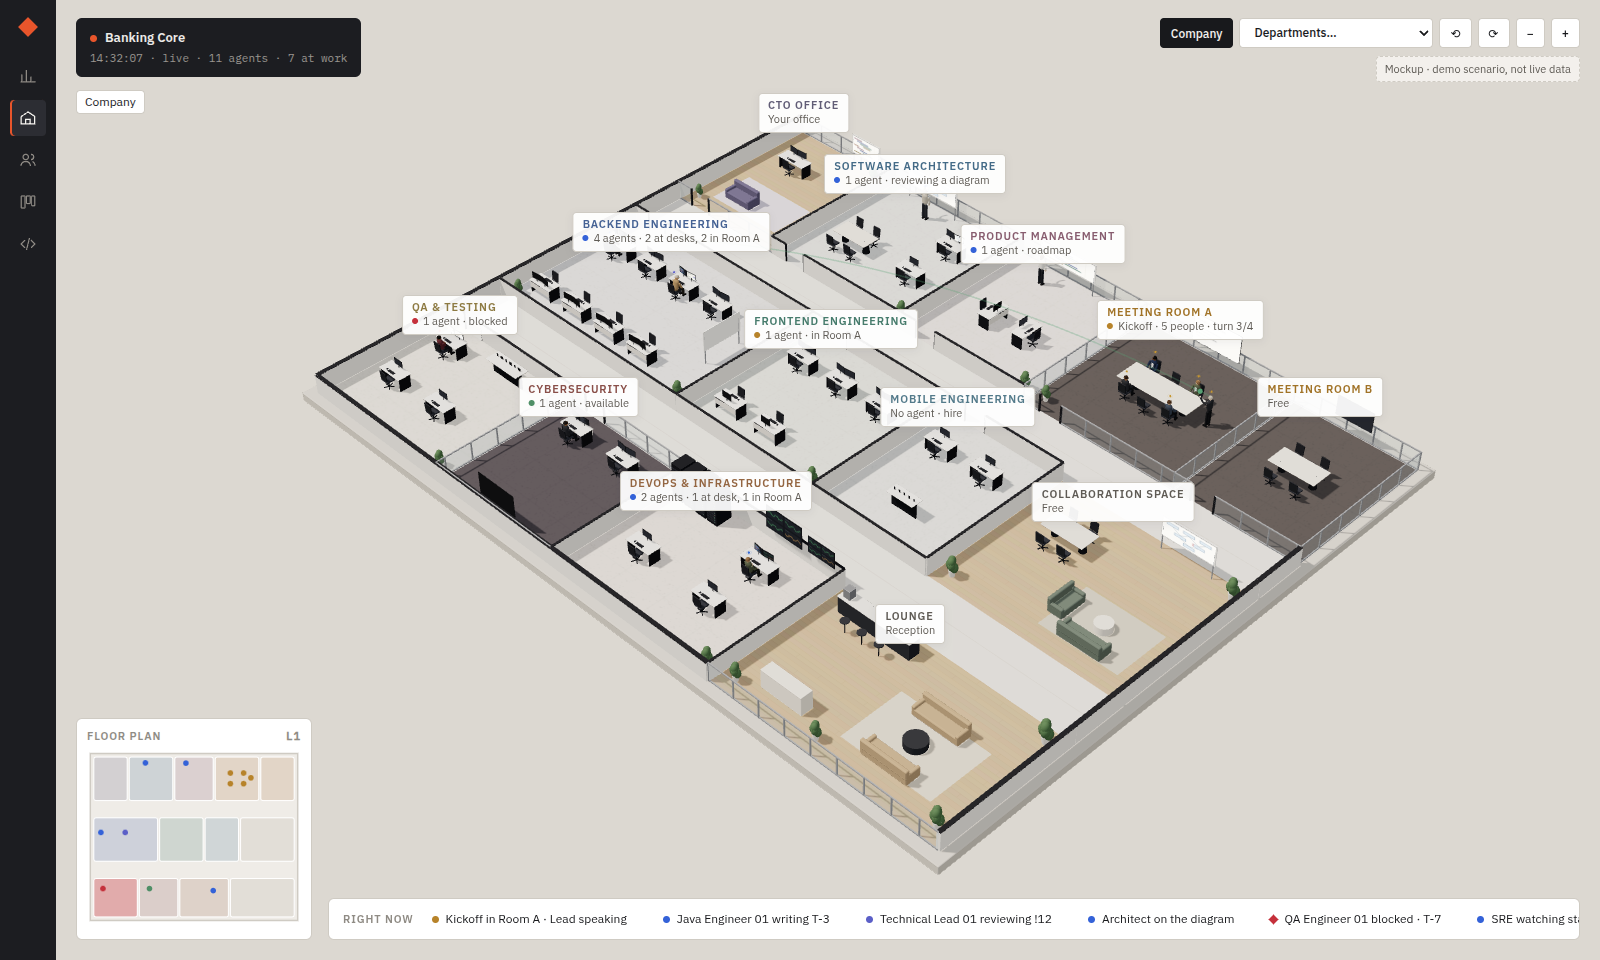 Banking Core
14:32:07 · live · 11 agents · 7 at work
Company
Departments...
Mockup · demo scenario, not live data
Company
CTO OFFICE
Your office
SOFTWARE ARCHITECTURE
1 agent · reviewing a diagram
BACKEND ENGINEERING
4 agents · 2 at desks, 2 in Room A
PRODUCT MANAGEMENT
1 agent · roadmap
QA & TESTING
1 agent · blocked
FRONTEND ENGINEERING
1 agent · in Room A
MEETING ROOM A
Kickoff · 5 people · turn 3/4
CYBERSECURITY
1 agent · available
MOBILE ENGINEERING
No agent · hire
MEETING ROOM B
Free
DEVOPS & INFRASTRUCTURE
2 agents · 1 at desk, 1 in Room A
COLLABORATION SPACE
Free
LOUNGE
Reception
FLOOR PLAN L1
RIGHT NOW Kickoff in Room A · Lead speaking Java Engineer 01 writing T-3 Technical Lead 01 reviewing !12 Architect on the diagram QA Engineer 01 blocked · T-7 SRE watching